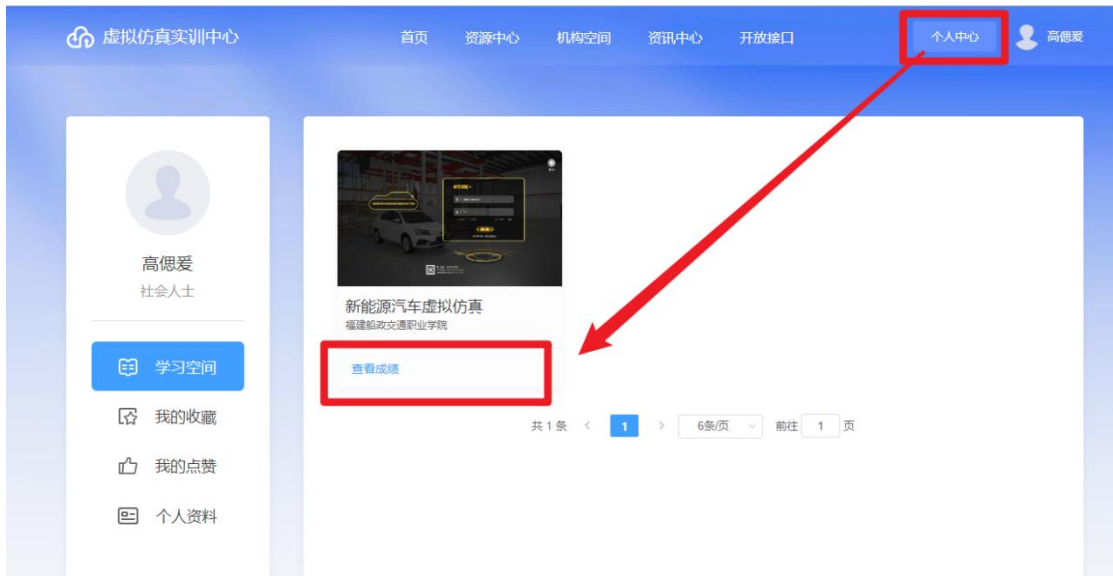 虚拟仿真实训中心
首页 资源中心 机构空间 资讯中心 开放接口 个人中心 高偲爱
高偲爱
社会人士
学习空间
我的收藏
我的点赞
个人资料
新能源汽车虚拟仿真
福建船政交通职业学院
查看成绩
共 1 条 < 1 > 6条/页 前往 1 页